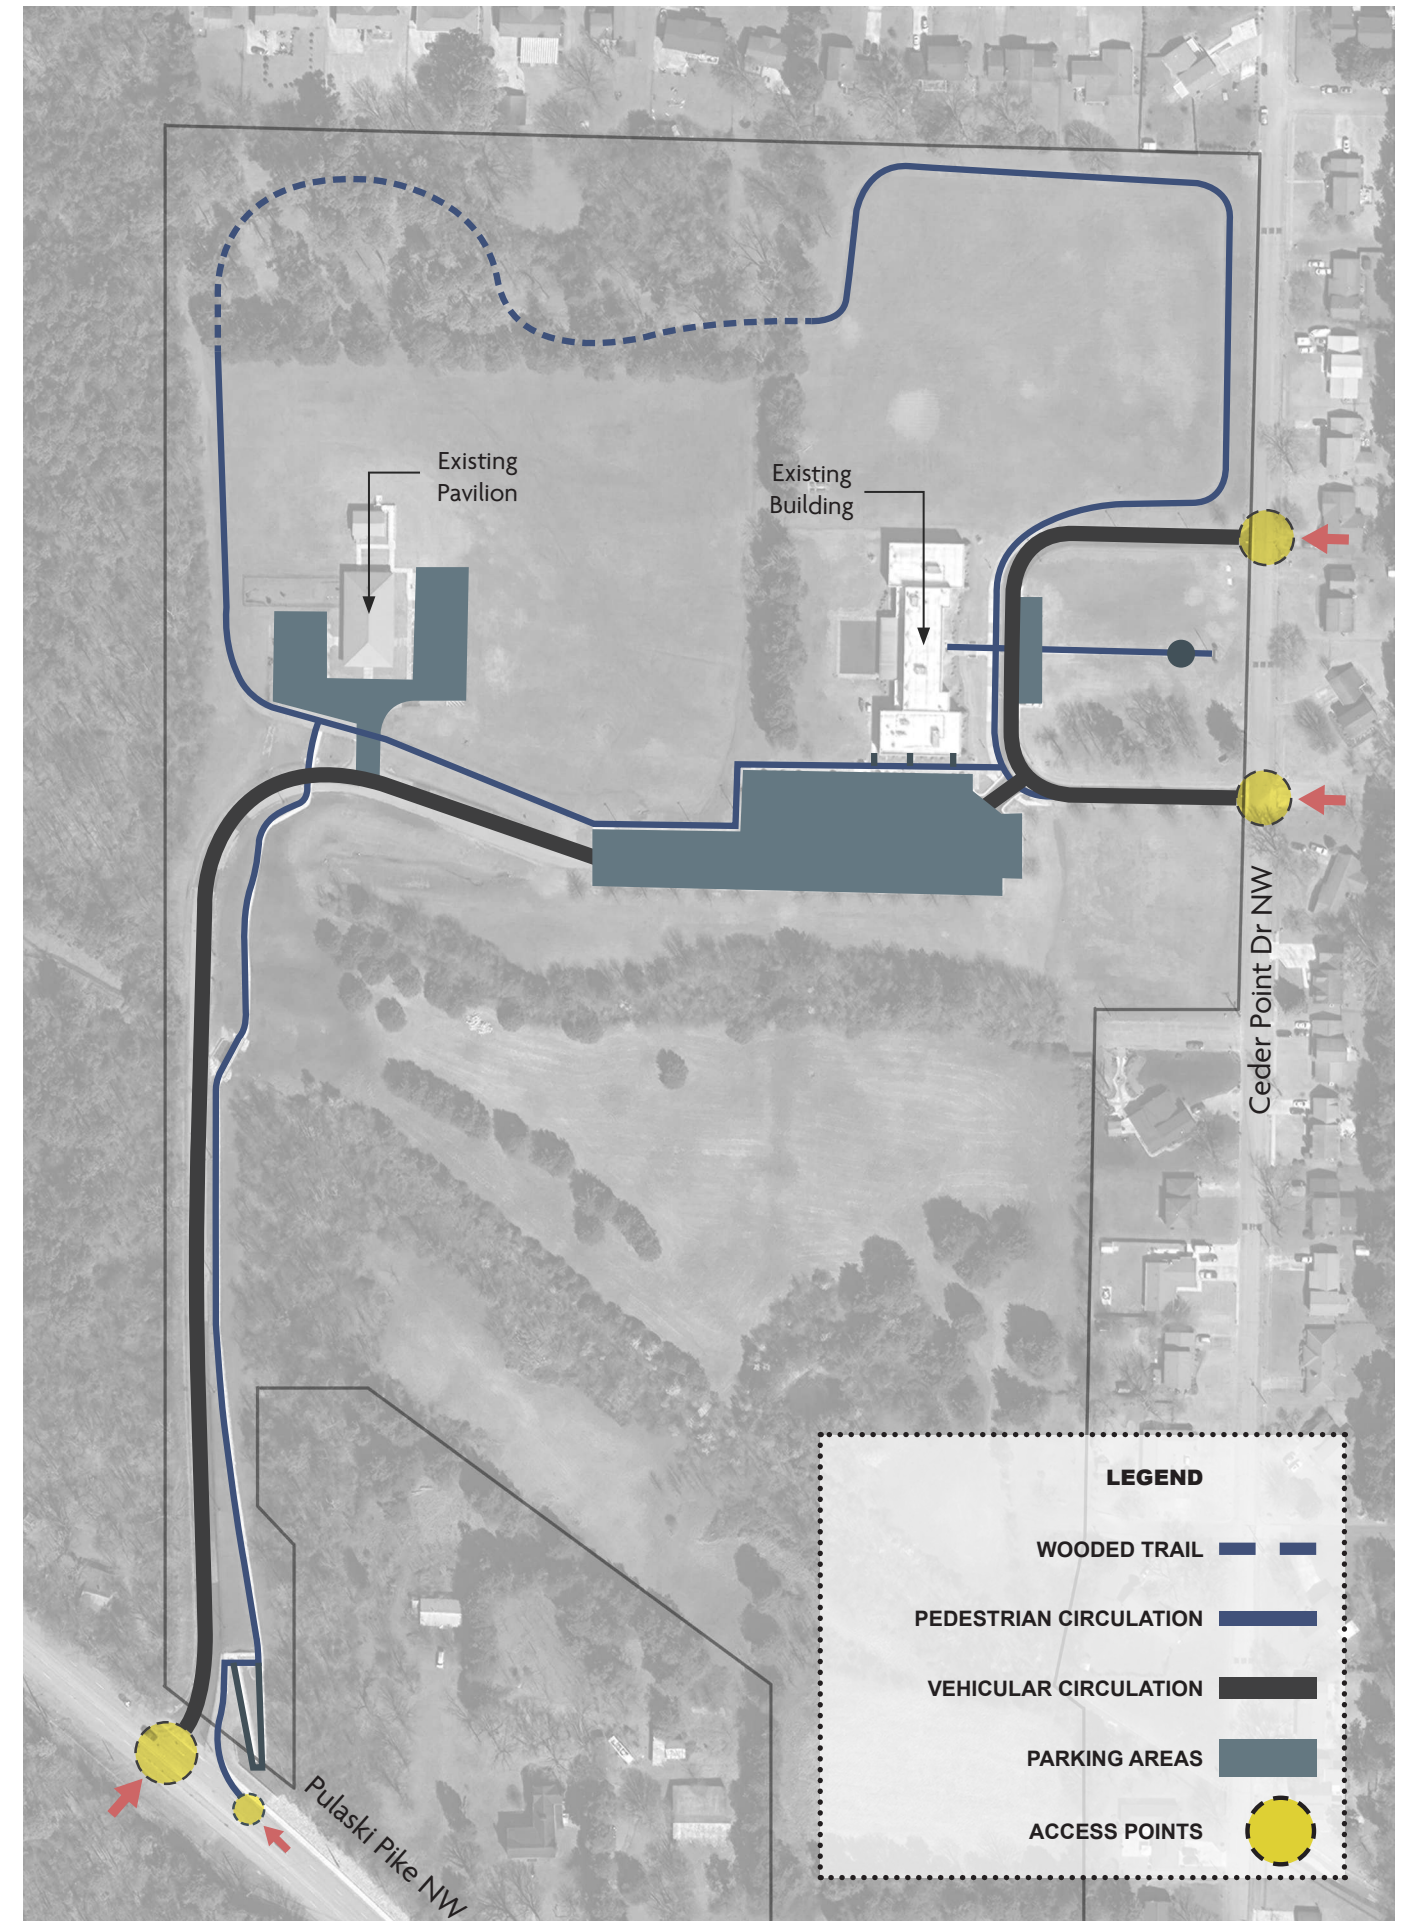 Existing
Pavilion
Existing
Building
Ceder Point Dr NW
Pulaski Pike NW
LEGEND
WOODED TRAIL
PEDESTRIAN CIRCULATION
VEHICULAR CIRCULATION
PARKING AREAS
ACCESS POINTS